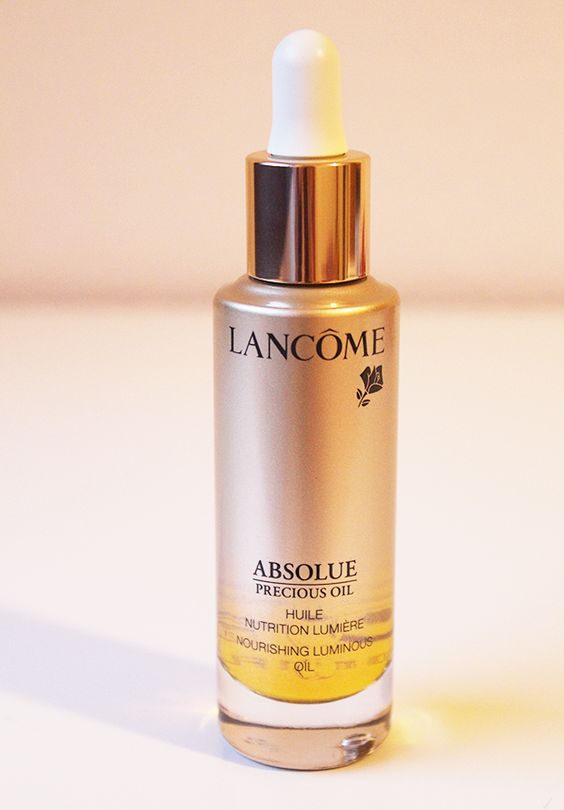 LANCÔME
ABSOLUE
PRECIOUS OIL
HUILE
NUTRITION LUMIÈRE
NOURISHING LUMINOUS
OIL